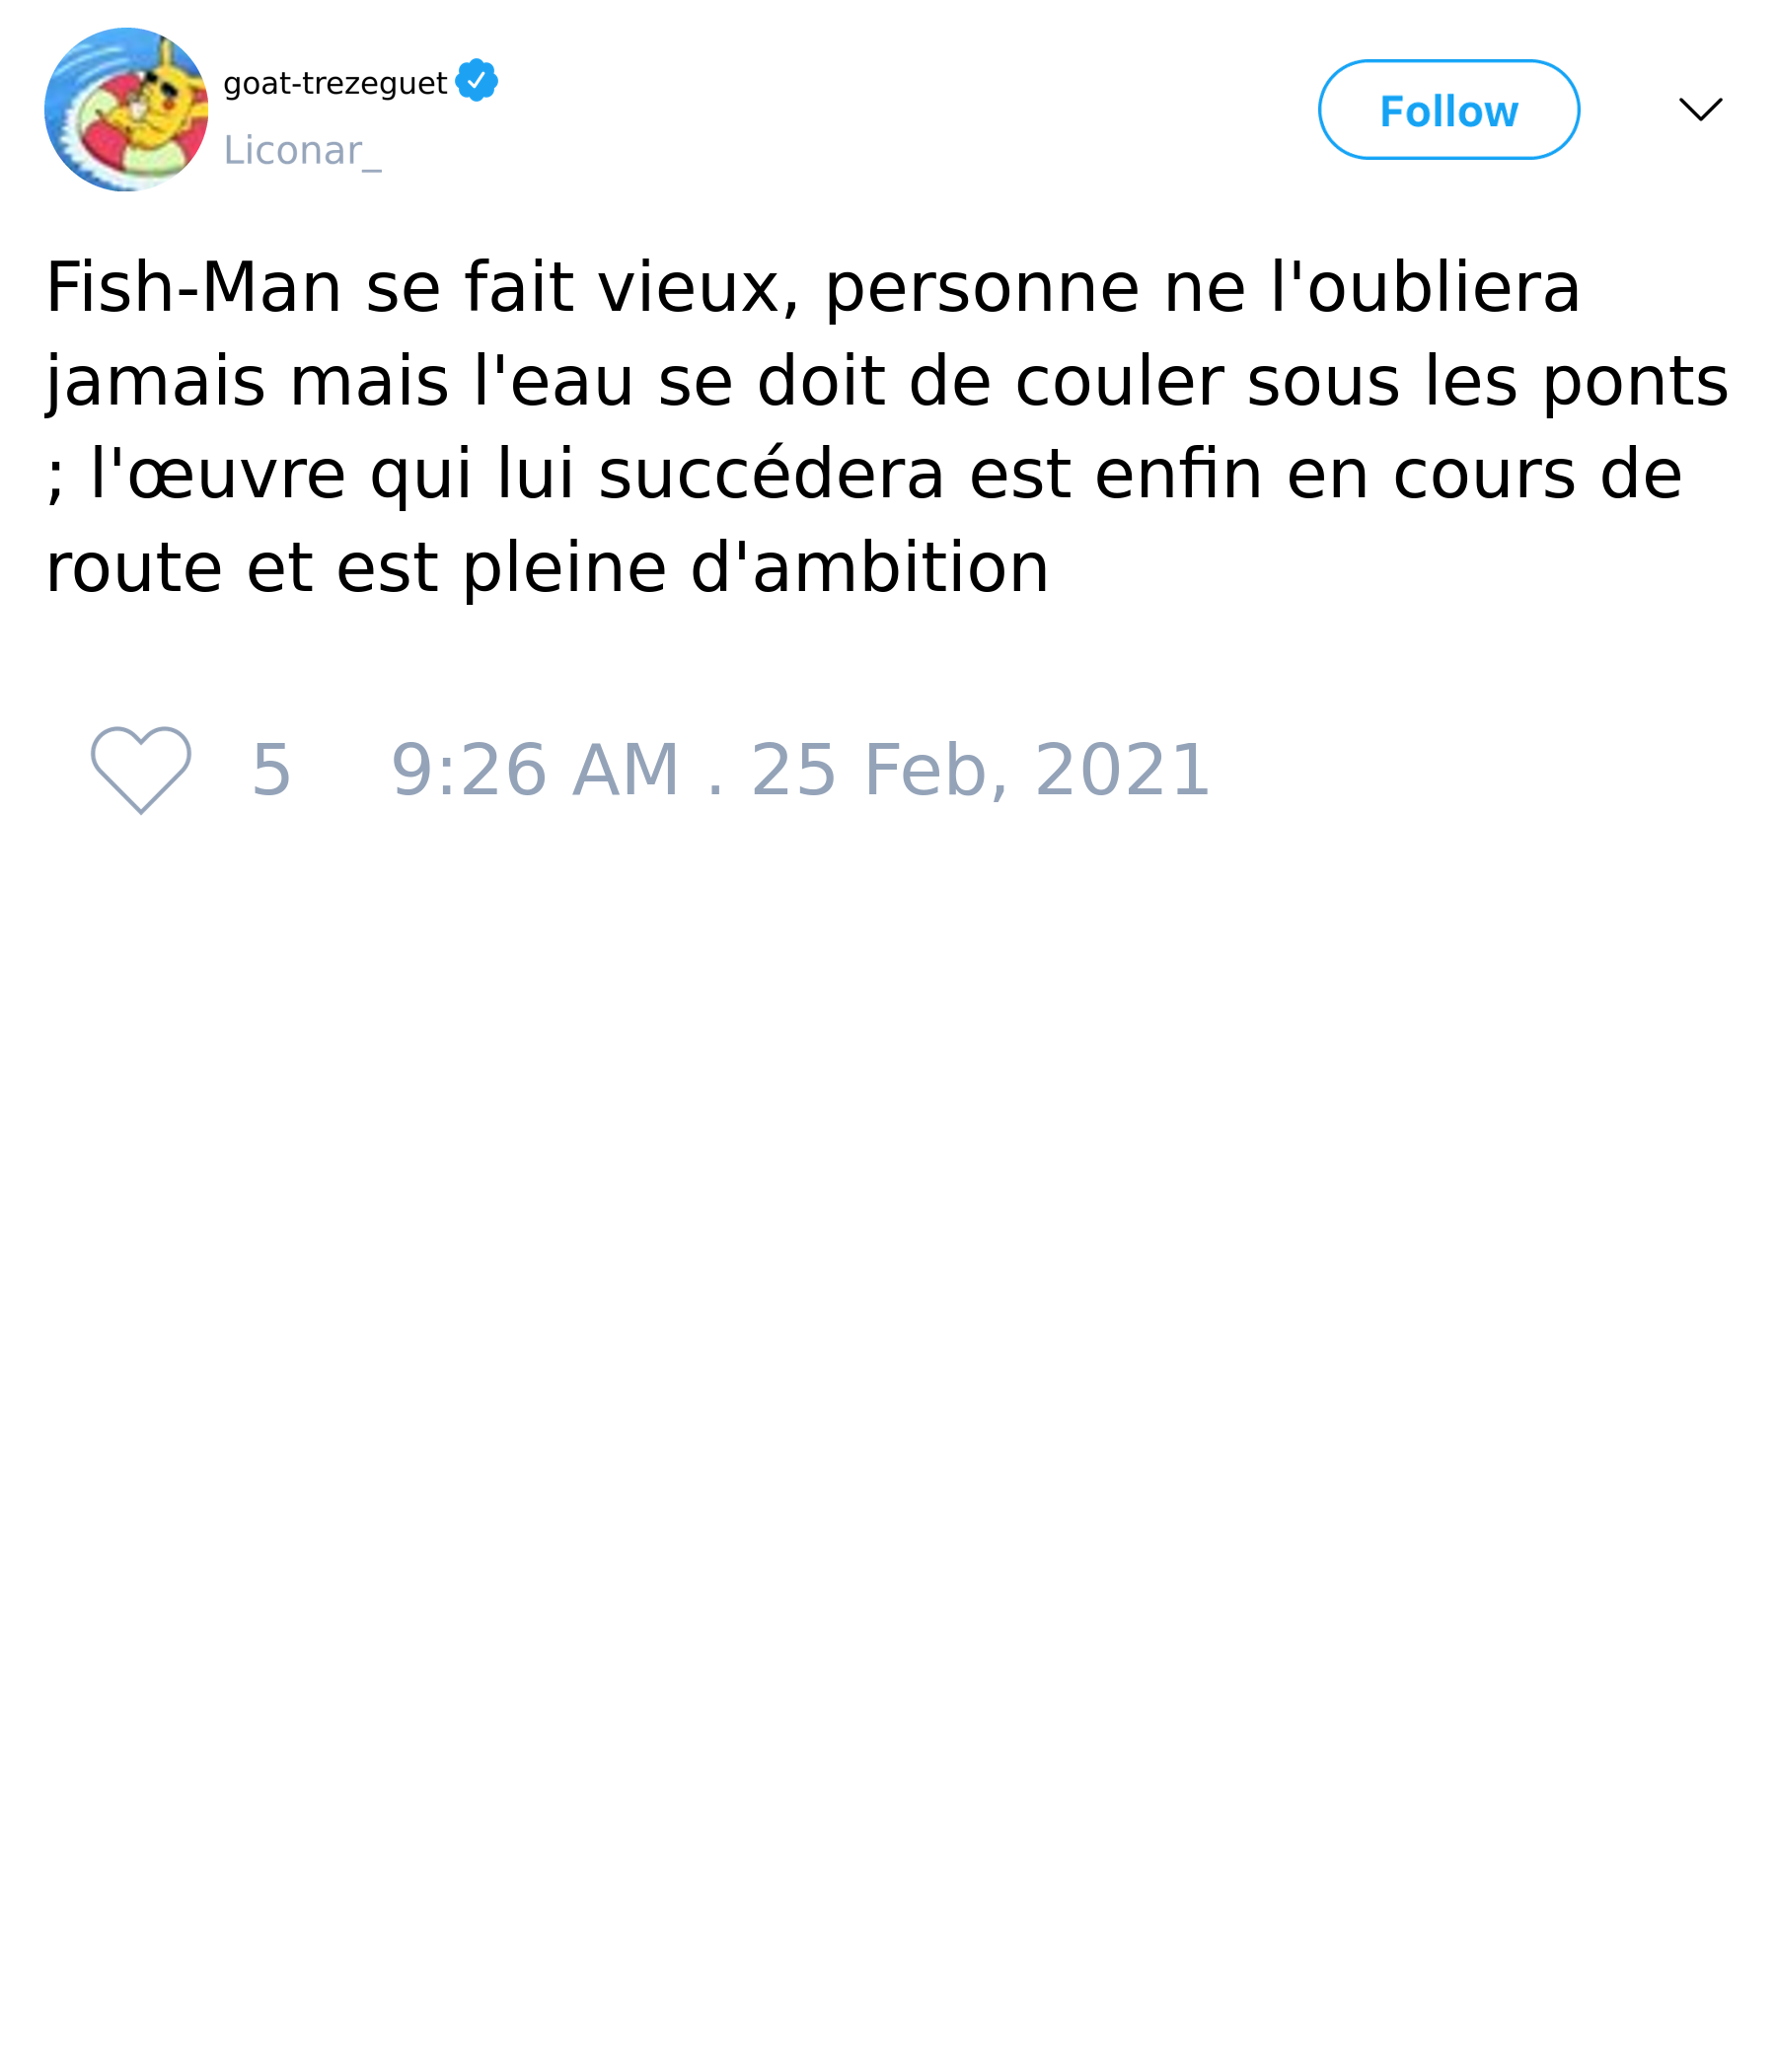 goat-trezeguet
Liconar_
Follow
Fish-Man se fait vieux, personne ne l'oubliera
jamais mais l'eau se doit de couler sous les ponts
; l'œuvre qui lui succédera est enfin en cours de
route et est pleine d'ambition
5 9:26 AM . 25 Feb, 2021